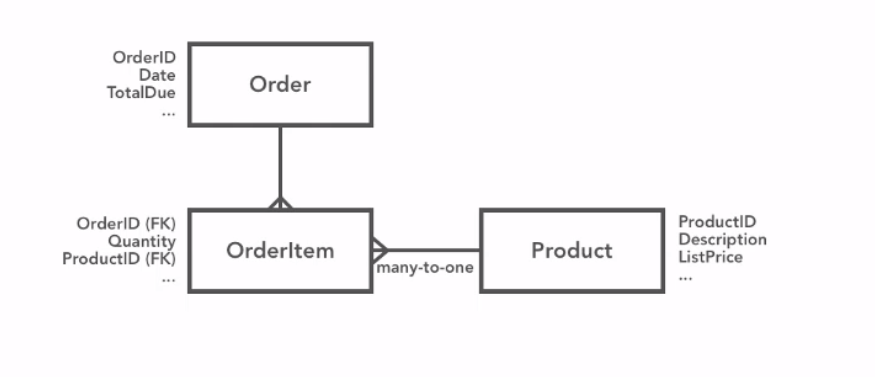 OrderID
Date
TotalDue
...
Order
OrderID (FK)
Quantity
ProductID (FK)
...
OrderItem
many-to-one
Product
ProductID
Description
ListPrice
...